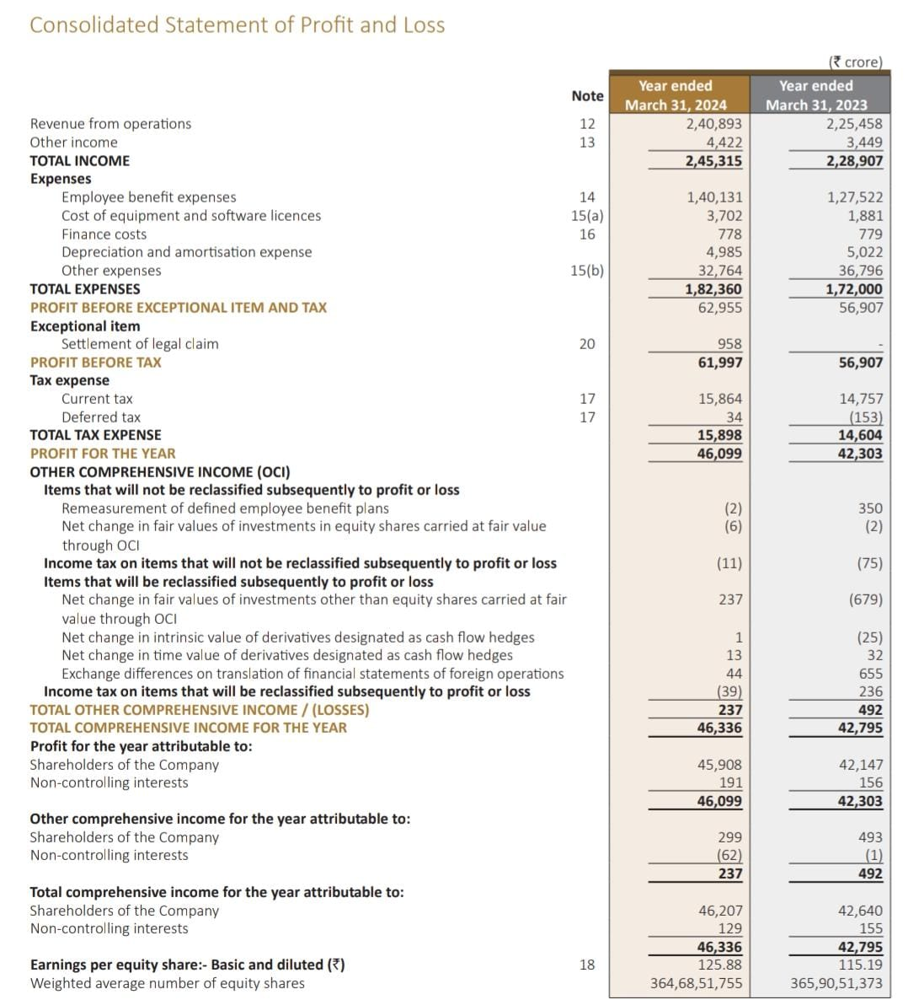 Consolidated Statement of Profit and Loss
(₹ crore)
Note Year ended March 31, 2024 Year ended March 31, 2023
Revenue from operations 12 2,40,893 2,25,458
Other income 13 4,422 3,449
TOTAL INCOME 2,45,315 2,28,907
Expenses
Employee benefit expenses 14 1,40,131 1,27,522
Cost of equipment and software licences 15(a) 3,702 1,881
Finance costs 16 778 779
Depreciation and amortisation expense 4,985 5,022
Other expenses 15(b) 32,764 36,796
TOTAL EXPENSES 1,82,360 1,72,000
PROFIT BEFORE EXCEPTIONAL ITEM AND TAX 62,955 56,907
Exceptional item
Settlement of legal claim 20 958 -
PROFIT BEFORE TAX 61,997 56,907
Tax expense
Current tax 17 15,864 14,757
Deferred tax 17 34 (153)
TOTAL TAX EXPENSE 15,898 14,604
PROFIT FOR THE YEAR 46,099 42,303
OTHER COMPREHENSIVE INCOME (OCI)
Items that will not be reclassified subsequently to profit or loss
Remeasurement of defined employee benefit plans (2) 350
Net change in fair values of investments in equity shares carried at fair value (6) (2)
through OCI
Income tax on items that will not be reclassified subsequently to profit or loss (11) (75)
Items that will be reclassified subsequently to profit or loss
Net change in fair values of investments other than equity shares carried at fair 237 (679)
value through OCI
Net change in intrinsic value of derivatives designated as cash flow hedges 1 (25)
Net change in time value of derivatives designated as cash flow hedges 13 32
Exchange differences on translation of financial statements of foreign operations 44 655
Income tax on items that will be reclassified subsequently to profit or loss (39) 236
TOTAL OTHER COMPREHENSIVE INCOME / (LOSSES) 237 492
TOTAL COMPREHENSIVE INCOME FOR THE YEAR 46,336 42,795
Profit for the year attributable to:
Shareholders of the Company 45,908 42,147
Non-controlling interests 191 156
46,099 42,303
Other comprehensive income for the year attributable to:
Shareholders of the Company 299 493
Non-controlling interests (62) (1)
237 492
Total comprehensive income for the year attributable to:
Shareholders of the Company 46,207 42,640
Non-controlling interests 129 155
46,336 42,795
Earnings per equity share:- Basic and diluted (₹) 18 125.88 115.19
Weighted average number of equity shares 364,68,51,755 365,90,51,373